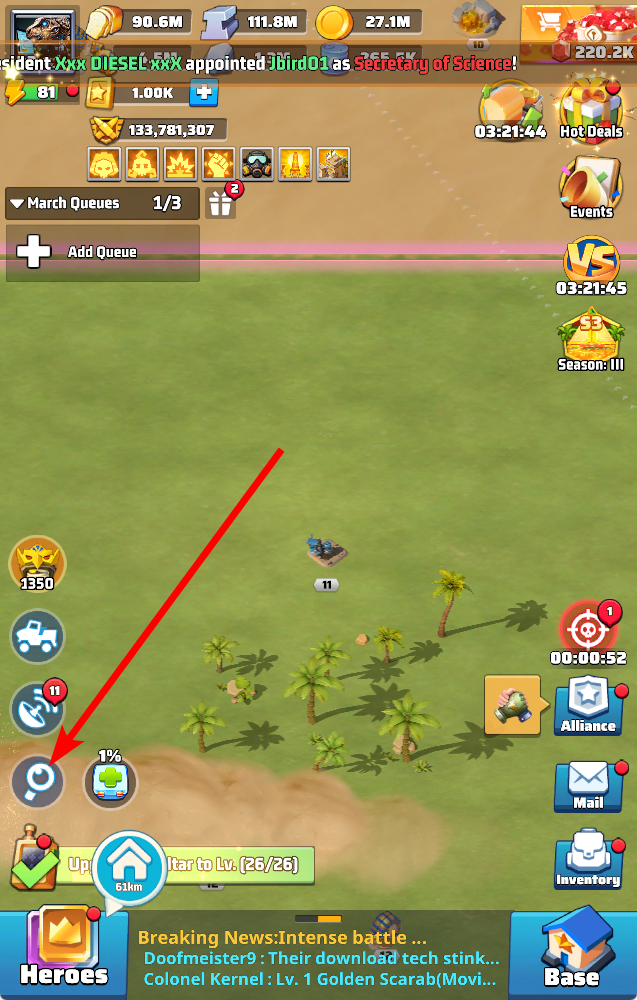 90.6M
111.8M
27.1M
10
220.2K
esident Xxx DIESEL xxX appointed Jbird01 as Secretary of Science!
81
1.00K
133,781,307
03:21:44
Hot Deals
March Queues 1/3
2
Events
Add Queue
VS
03:21:45
S3
Season: III
1350
11
1
00:00:52
11
Alliance
1%
Mail
Up
ltar to Lv. (26/26)
61km
Inventory
Breaking News:Intense battle ...
Doofmeister9 : Their download tech stink...
Colonel Kernel : Lv. 1 Golden Scarab(Movi...
Heroes
Base